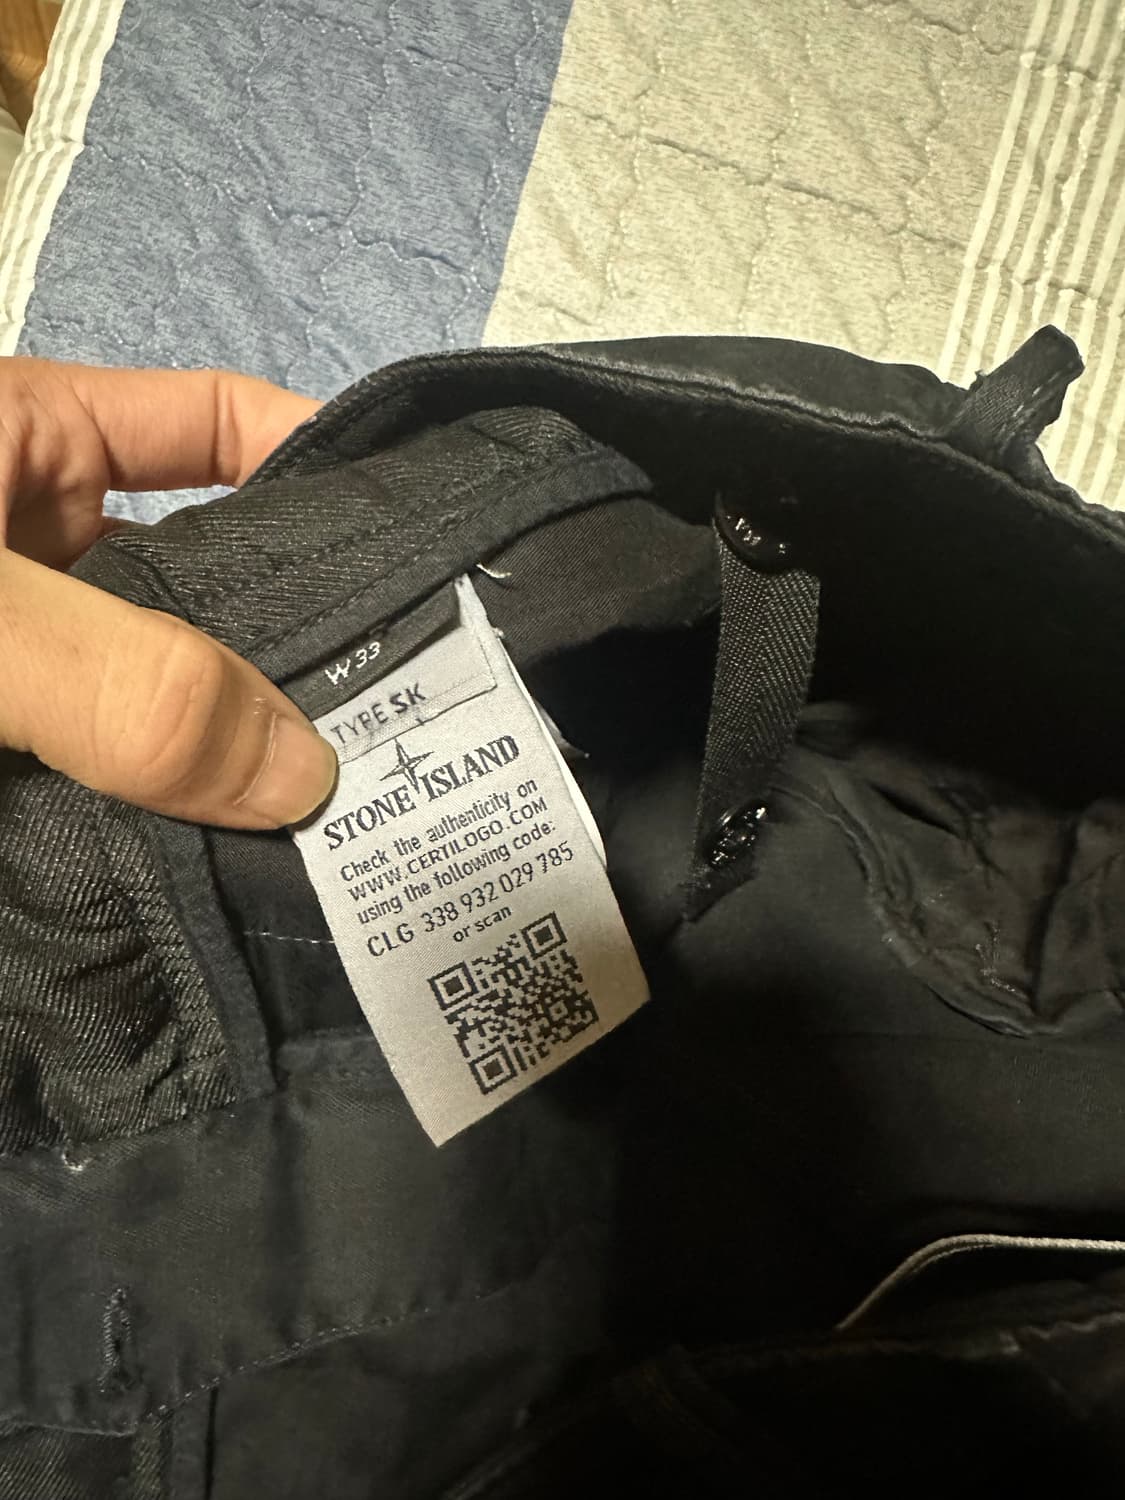 W 33
TYPE SK
STONE ISLAND
Check the authenticity on
WWW.CERTILOGO.COM
using the following code:
CLG 338 932 029 785
or scan